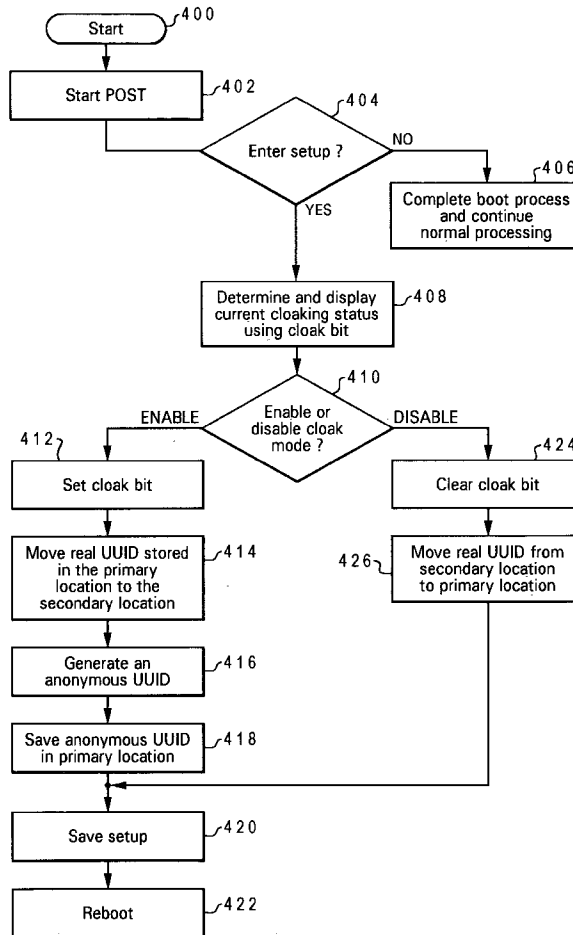 Start
400
Start POST
402
Enter setup ?
404
NO
YES
406
Complete boot process
and continue
normal processing
Determine and display
current cloaking status
using cloak bit
408
410
Enable or
disable cloak
mode ?
ENABLE
DISABLE
412
Set cloak bit
424
Clear cloak bit
Move real UUID stored
in the primary
location to the
secondary location
414
426
Move real UUID from
secondary location
to primary location
Generate an
anonymous UUID
416
Save anonymous UUID
in primary location
418
Save setup
420
Reboot
422